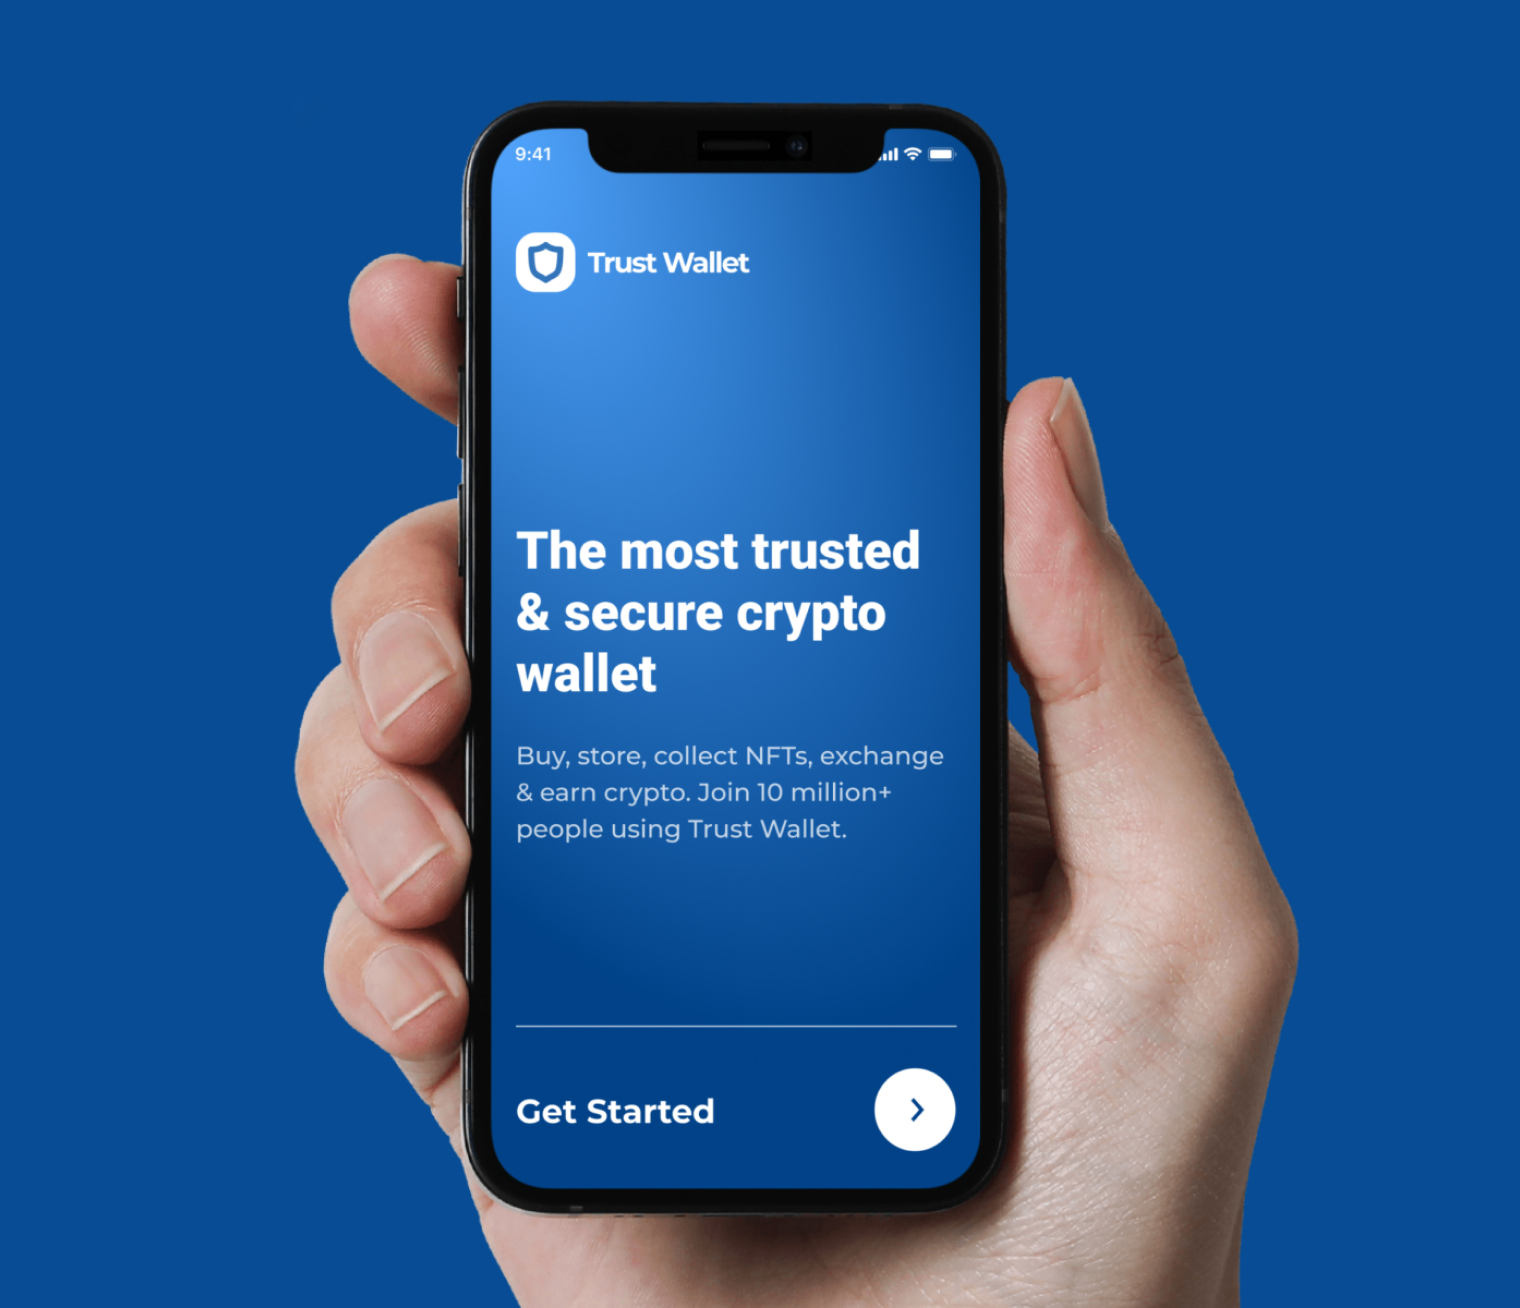 9:41
Trust Wallet
The most trusted
& secure crypto
wallet
Buy, store, collect NFTs, exchange
& earn crypto. Join 10 million+
people using Trust Wallet.
Get Started